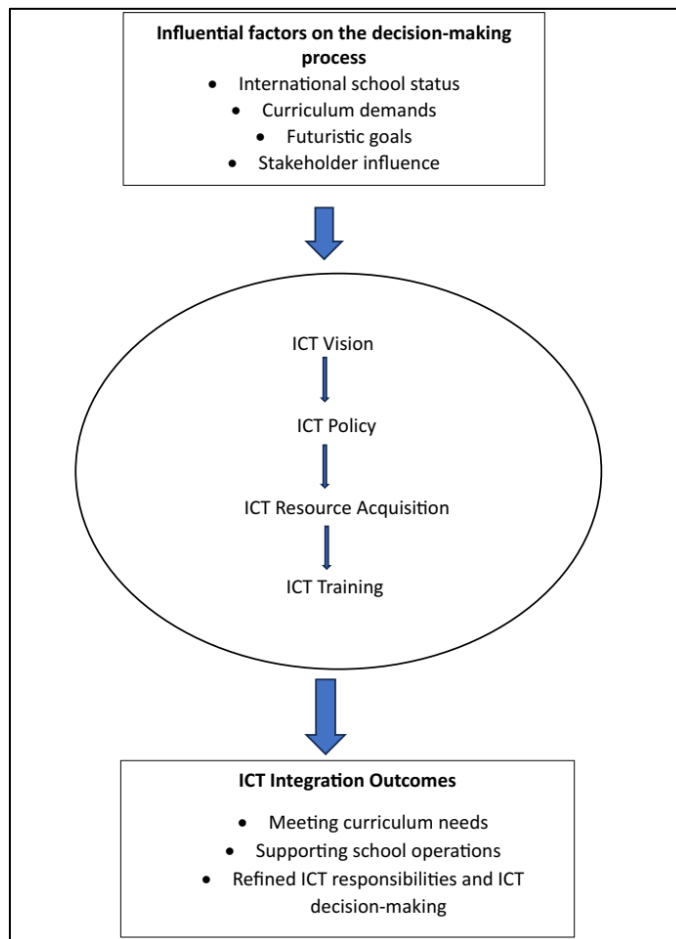 Influential factors on the decision-making
process
• International school status
• Curriculum demands
• Futuristic goals
• Stakeholder influence
ICT Vision
ICT Policy
ICT Resource Acquisition
ICT Training
ICT Integration Outcomes
• Meeting curriculum needs
• Supporting school operations
• Refined ICT responsibilities and ICT
decision-making